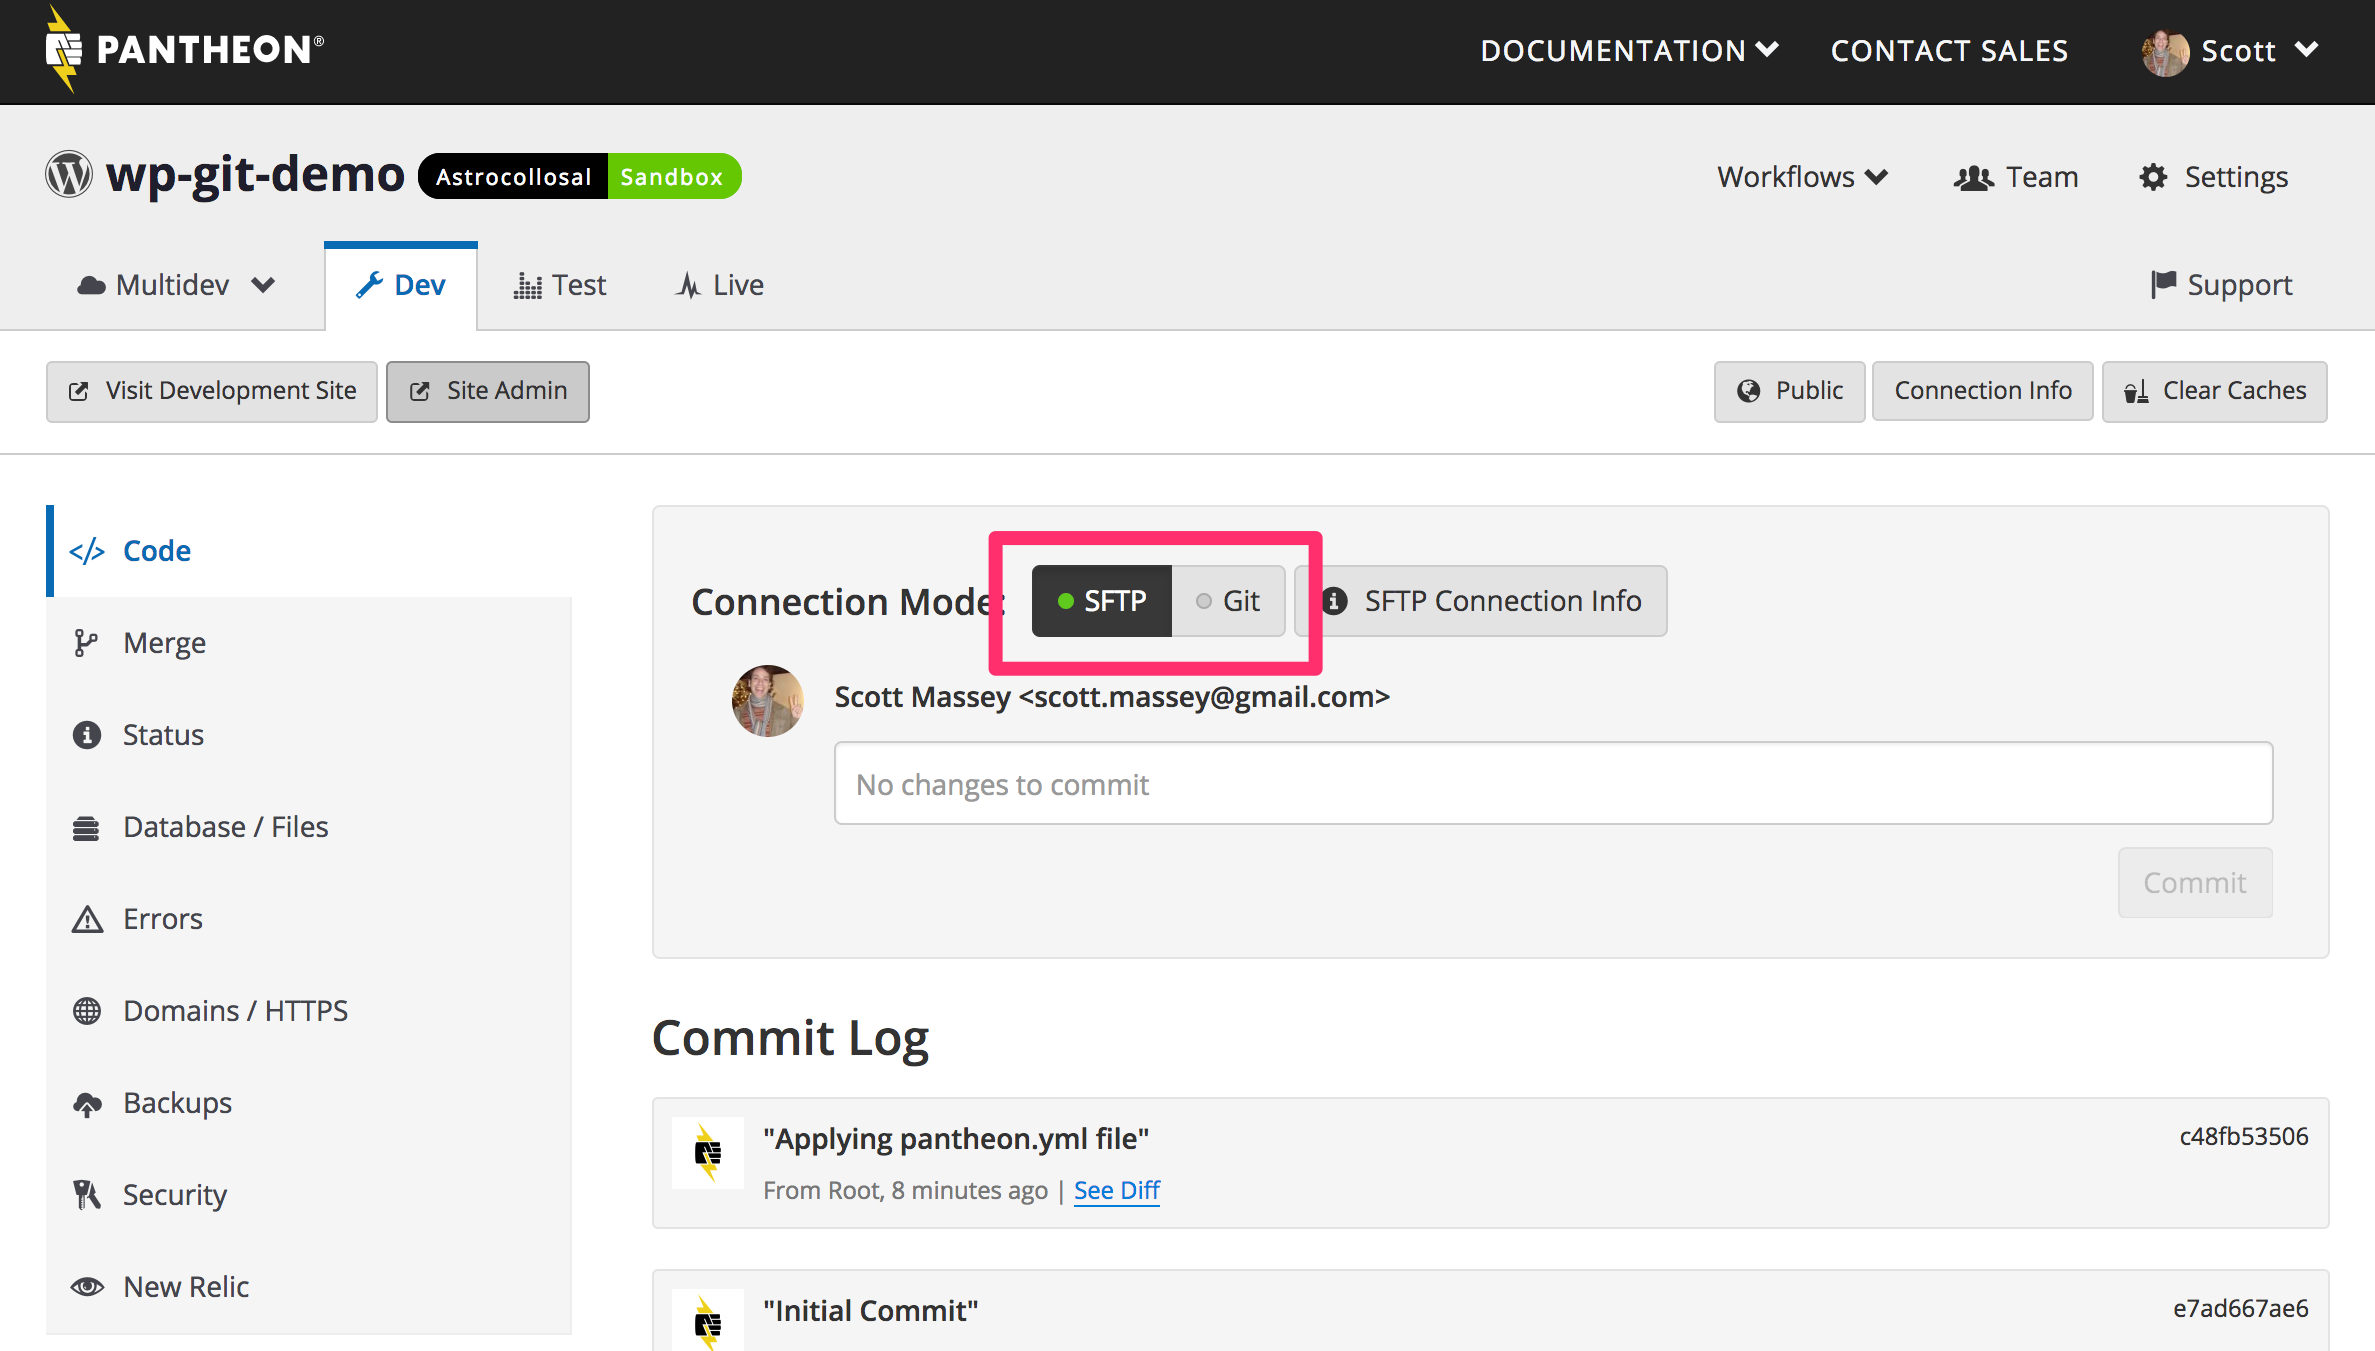 PANTHEON®
DOCUMENTATION
CONTACT SALES
Scott
wp-git-demo
Astrocollosal
Sandbox
Workflows
Team
Settings
Multidev
Dev
Test
Live
Support
Visit Development Site
Site Admin
Public
Connection Info
Clear Caches
Code
Merge
Status
Database / Files
Errors
Domains / HTTPS
Backups
Security
New Relic
Connection Mode:
SFTP
Git
SFTP Connection Info
Scott Massey <scott.massey@gmail.com>
No changes to commit
Commit
Commit Log
"Applying pantheon.yml file"
c48fb53506
From Root, 8 minutes ago | See Diff
"Initial Commit"
e7ad667ae6